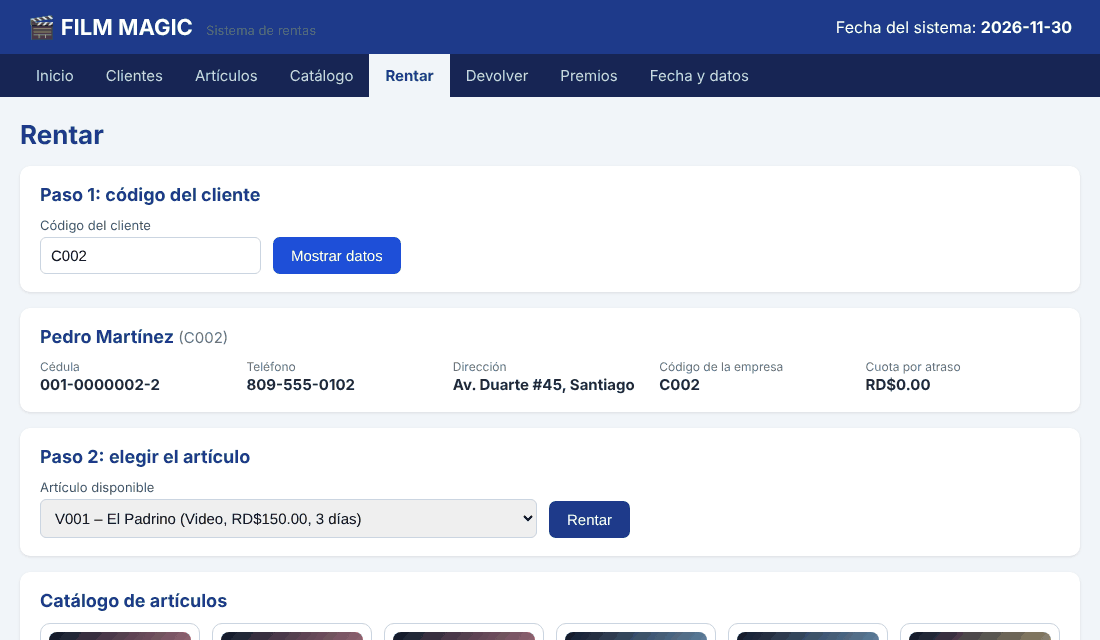 🎬 FILM MAGIC Sistema de rentas Fecha del sistema: 2026-11-30
Inicio Clientes Artículos Catálogo Rentar Devolver Premios Fecha y datos
Rentar
Paso 1: código del cliente
Código del cliente
C002 Mostrar datos
Pedro Martínez (C002)
Cédula Teléfono Dirección Código de la empresa Cuota por atraso
001-0000002-2 809-555-0102 Av. Duarte #45, Santiago C002 RD$0.00
Paso 2: elegir el artículo
Artículo disponible
V001 – El Padrino (Video, RD$150.00, 3 días) Rentar
Catálogo de artículos